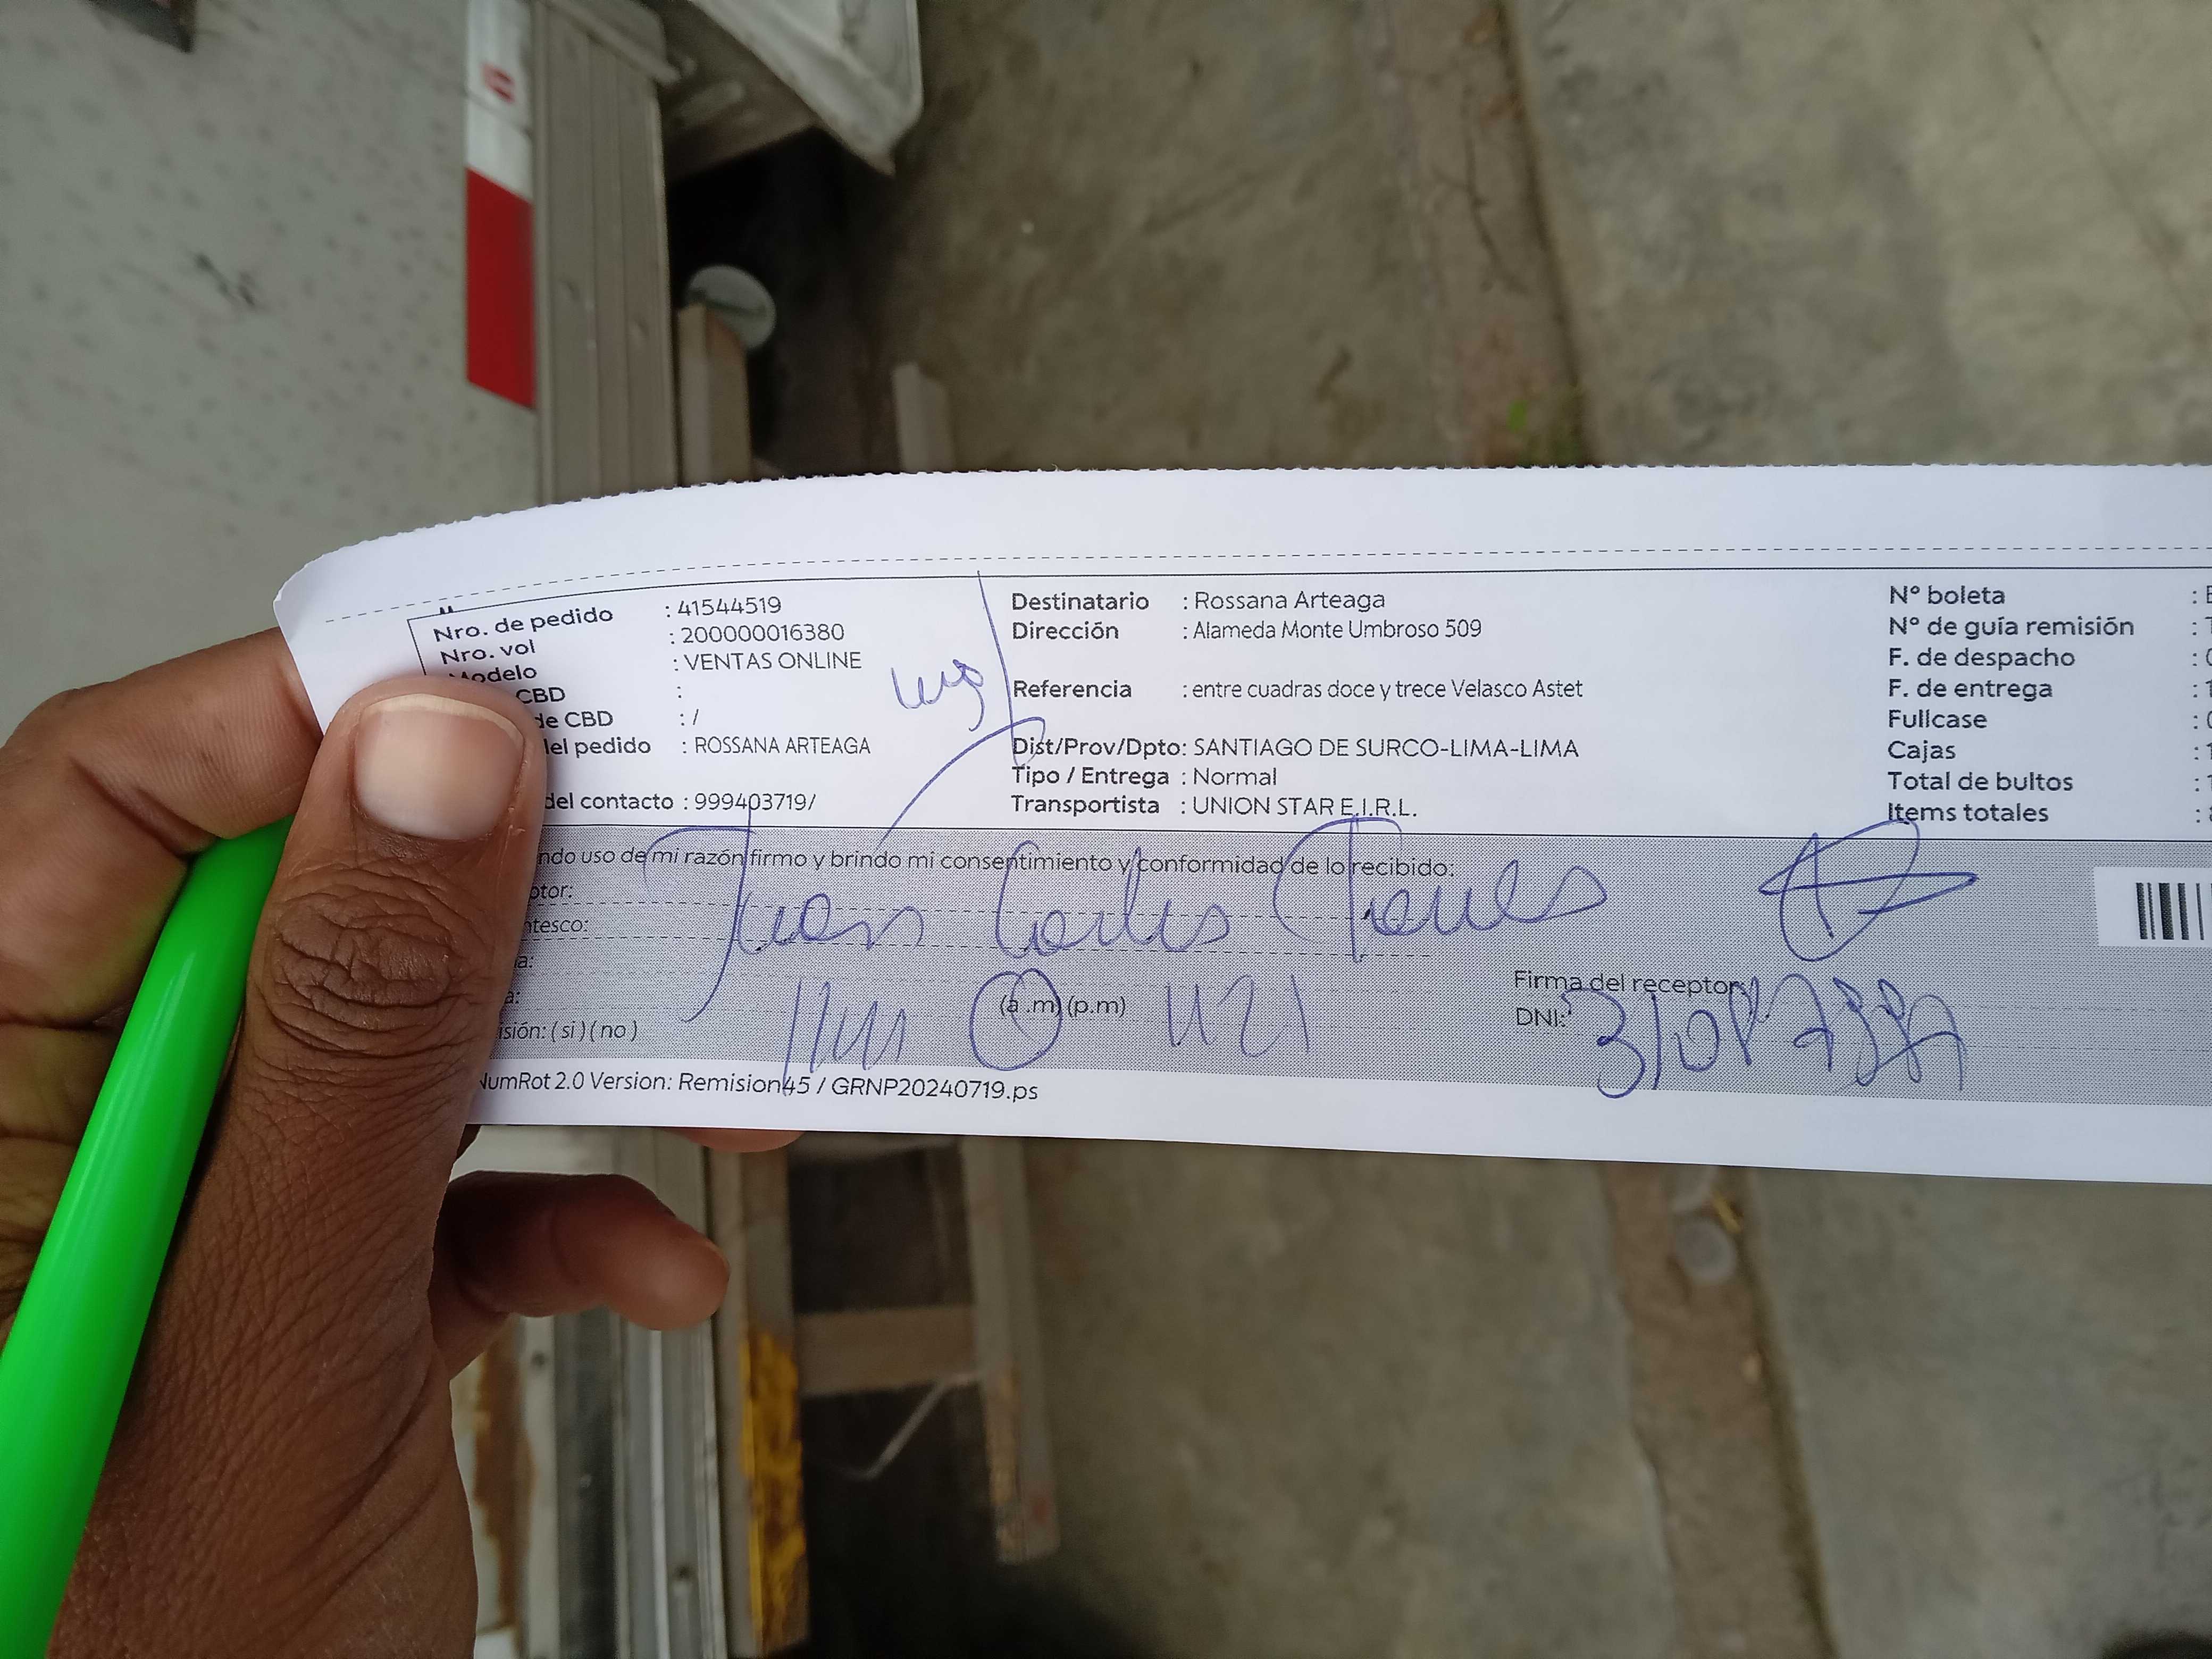 Nro. de pedido : 41544519
Nro. vol : 200000016380
Modelo : VENTAS ONLINE
CBD :
de CBD : /
del pedido : ROSSANA ARTEAGA
del contacto : 999403719/
Destinatario : Rossana Arteaga
Dirección : Alameda Monte Umbroso 509
Referencia : entre cuadras doce y trece Velasco Astet
Dist/Prov/Dpto: SANTIAGO DE SURCO-LIMA-LIMA
Tipo / Entrega : Normal
Transportista : UNION STAR E.I.R.L.
N° boleta :
N° de guía remisión :
F. de despacho :
F. de entrega :
Fullcase :
Cajas :
Total de bultos :
Items totales :
uso de mi razón firmo y brindo mi consentimiento y conformidad de lo recibido:
Juan Carlos
(a .m) (p.m)
Firma del receptor:
DNI:
( si ) ( no )
NumRot 2.0 Version: Remision45 / GRNP20240719.ps